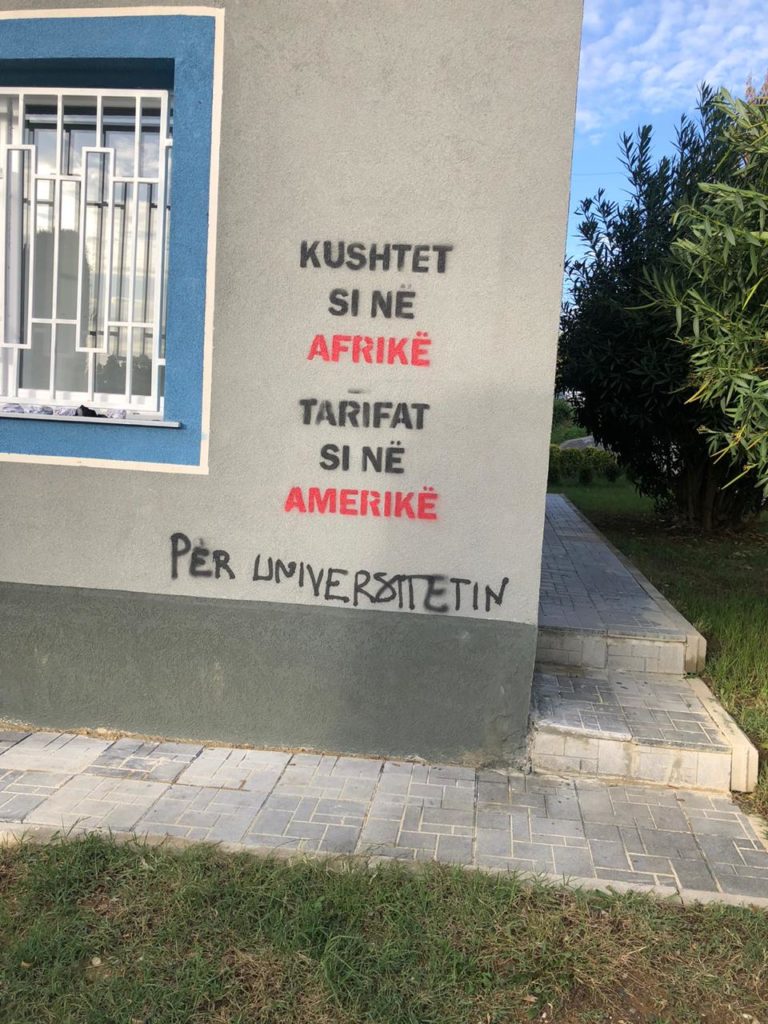 KUSHTET
SI NË
AFRIKË
TARIFAT
SI NË
AMERIKË
PËR UNIVERSITETIN